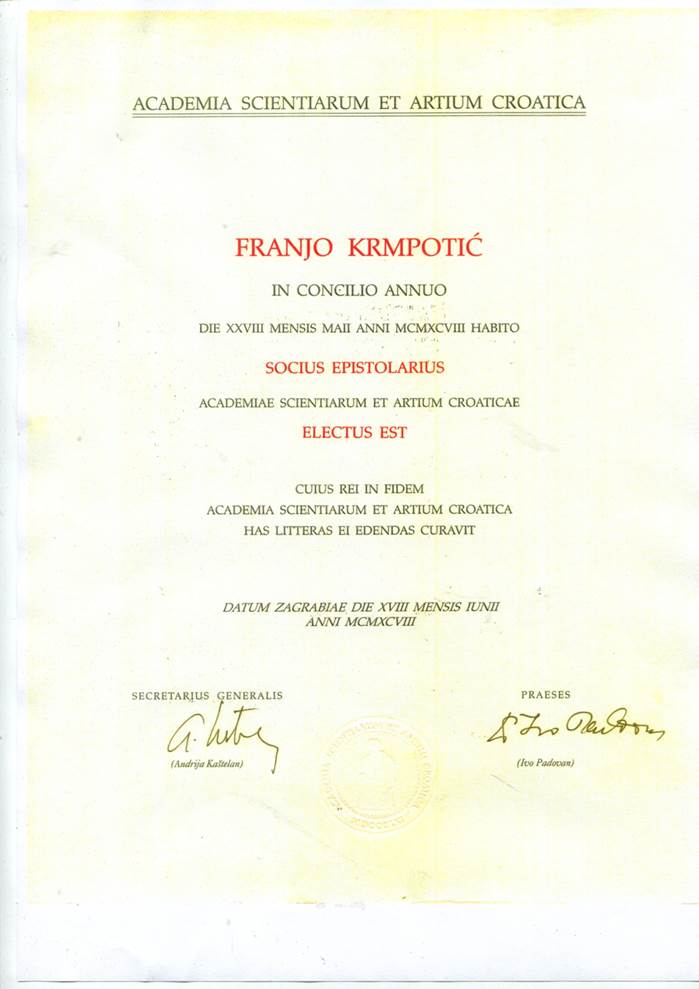 ACADEMIA SCIENTIARUM ET ARTIUM CROATICA
FRANJO KRMPOTIĆ
IN CONCILIO ANNUO
DIE XXVIII MENSIS MAII ANNI MCMXCVIII HABITO
SOCIUS EPISTOLARIUS
ACADEMIAE SCIENTIARUM ET ARTIUM CROATICAE
ELECTUS EST
CUIUS REI IN FIDEM
ACADEMIA SCIENTIARUM ET ARTIUM CROATICA
HAS LITTERAS EI EDENDAS CURAVIT
DATUM ZAGRABIAE DIE XVIII MENSIS IUNII
ANNI MCMXCVIII
SECRETARIUS GENERALIS
(Andrija Kaštelan)
PRAESES
(Ivo Padovan)